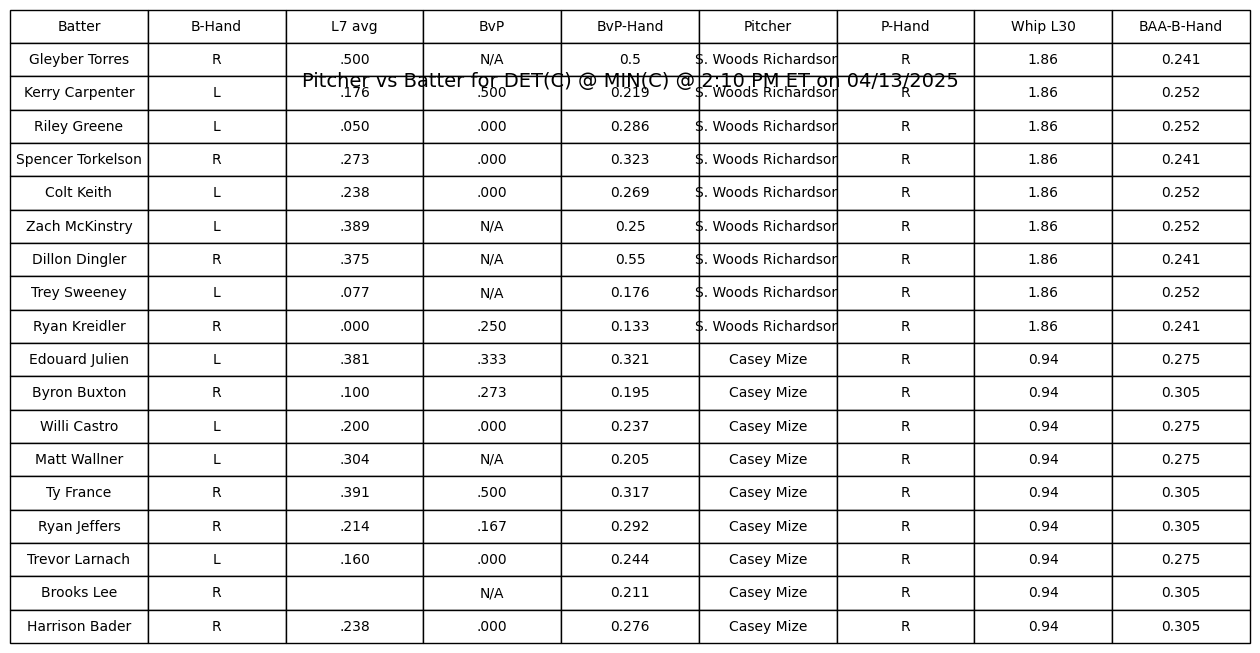 Batter B-Hand L7 avg BvP BvP-Hand Pitcher P-Hand Whip L30 BAA-B-Hand
Gleyber Torres R .500 N/A 0.5 S. Woods Richardson R 1.86 0.241
Pitcher vs Batter for DET(C) @ MIN(C) @ 2:10 PM ET on 04/13/2025
Kerry Carpenter L .176 .500 0.219 S. Woods Richardson R 1.86 0.252
Riley Greene L .050 .000 0.286 S. Woods Richardson R 1.86 0.252
Spencer Torkelson R .273 .000 0.323 S. Woods Richardson R 1.86 0.241
Colt Keith L .238 .000 0.269 S. Woods Richardson R 1.86 0.252
Zach McKinstry L .389 N/A 0.25 S. Woods Richardson R 1.86 0.252
Dillon Dingler R .375 N/A 0.55 S. Woods Richardson R 1.86 0.241
Trey Sweeney L .077 N/A 0.176 S. Woods Richardson R 1.86 0.252
Ryan Kreidler R .000 .250 0.133 S. Woods Richardson R 1.86 0.241
Edouard Julien L .381 .333 0.321 Casey Mize R 0.94 0.275
Byron Buxton R .100 .273 0.195 Casey Mize R 0.94 0.305
Willi Castro L .200 .000 0.237 Casey Mize R 0.94 0.275
Matt Wallner L .304 N/A 0.205 Casey Mize R 0.94 0.275
Ty France R .391 .500 0.317 Casey Mize R 0.94 0.305
Ryan Jeffers R .214 .167 0.292 Casey Mize R 0.94 0.305
Trevor Larnach L .160 .000 0.244 Casey Mize R 0.94 0.275
Brooks Lee R N/A 0.211 Casey Mize R 0.94 0.305
Harrison Bader R .238 .000 0.276 Casey Mize R 0.94 0.305